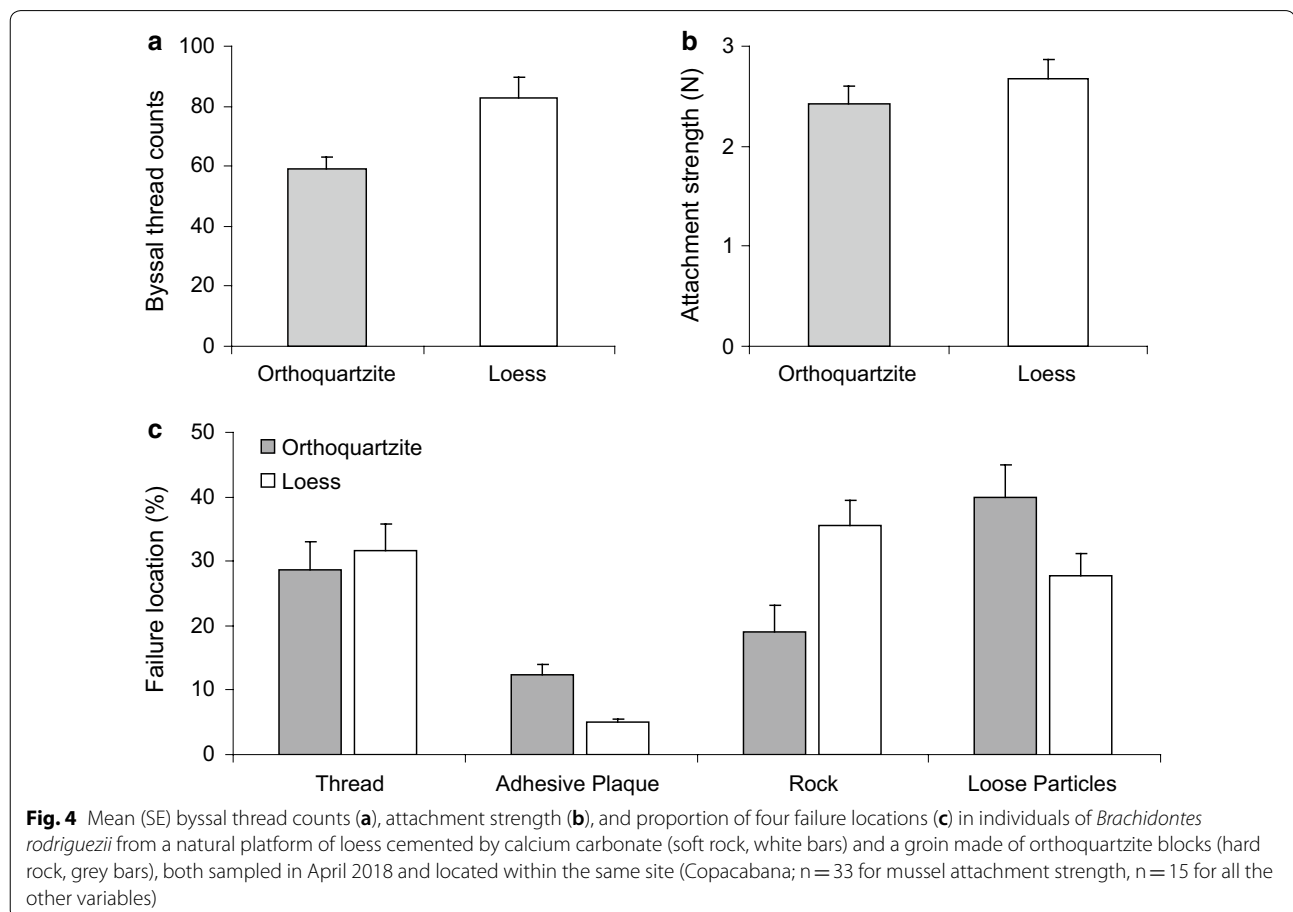 a
100
80
60
40
20
0
Byssal thread counts
Orthoquartzite Loess
b
3
2
1
0
Attachment strength (N)
Orthoquartzite Loess
c
50
40
30
20
10
0
Failure location (%)
Orthoquartzite
Loess
Thread Adhesive Plaque Rock Loose Particles
Fig. 4 Mean (SE) byssal thread counts (a), attachment strength (b), and proportion of four failure locations (c) in individuals of Brachidontes
rodriguezii from a natural platform of loess cemented by calcium carbonate (soft rock, white bars) and a groin made of orthoquartzite blocks (hard
rock, grey bars), both sampled in April 2018 and located within the same site (Copacabana; n = 33 for mussel attachment strength, n = 15 for all the
other variables)